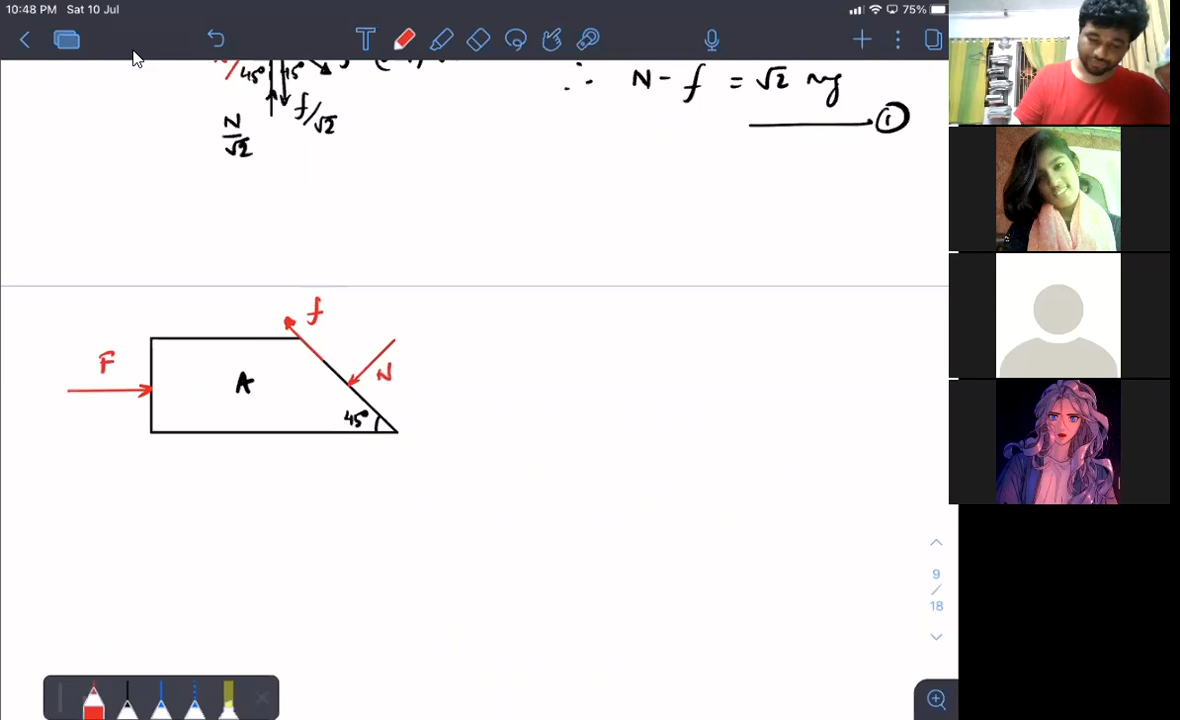 10:48 PM Sat 10 Jul 75%
T
45° 45°
∴ N - f = √2 mg
f/√2
①
N/√2
f
F
N
A
45°
9
/
18